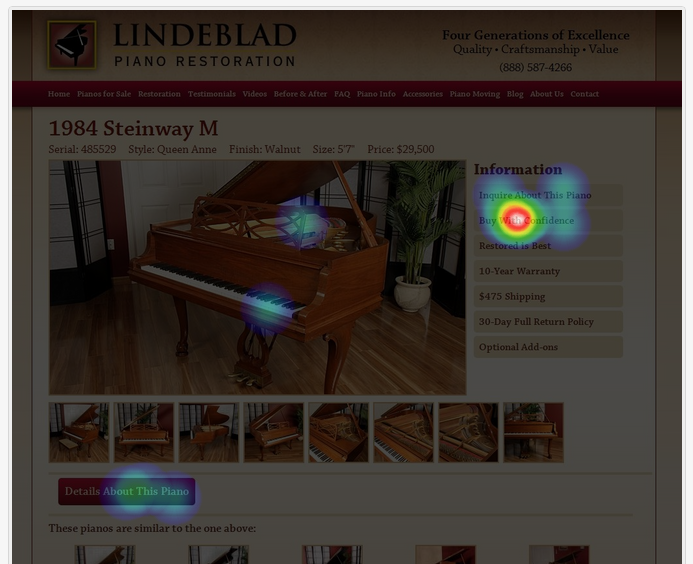 LINDEBLAD
PIANO RESTORATION
Four Generations of Excellence
Quality • Craftsmanship • Value
(888) 587-4266
Home Pianos for Sale Restoration Testimonials Videos Before & After FAQ Piano Info Accessories Piano Moving Blog About Us Contact
1984 Steinway M
Serial: 485529 Style: Queen Anne Finish: Walnut Size: 5'7" Price: $29,500
Information
Inquire About This Piano
Buy With Confidence
Restored is Best
10-Year Warranty
$475 Shipping
30-Day Full Return Policy
Optional Add-ons
Details About This Piano
These pianos are similar to the one above: